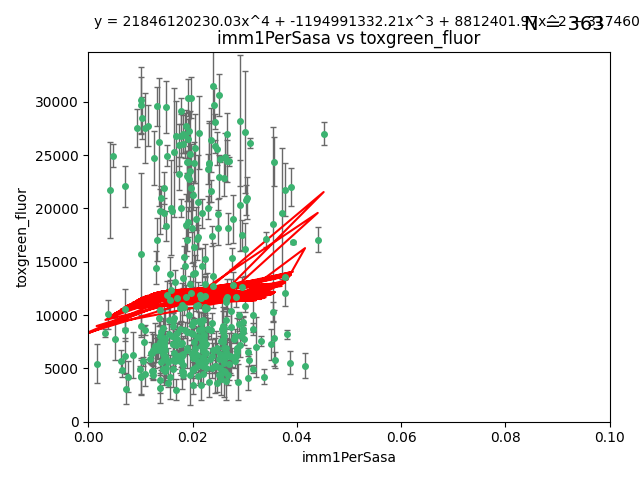 y = 21846120230.03x^4 + -1194991332.21x^3 +
N = 363
imm1PerSasa vs toxgreen_fluor
toxgreen_fluor
30000
25000
20000
15000
10000
5000
0
0.00 0.02 0.04 0.06 0.08 0.10
imm1PerSasa